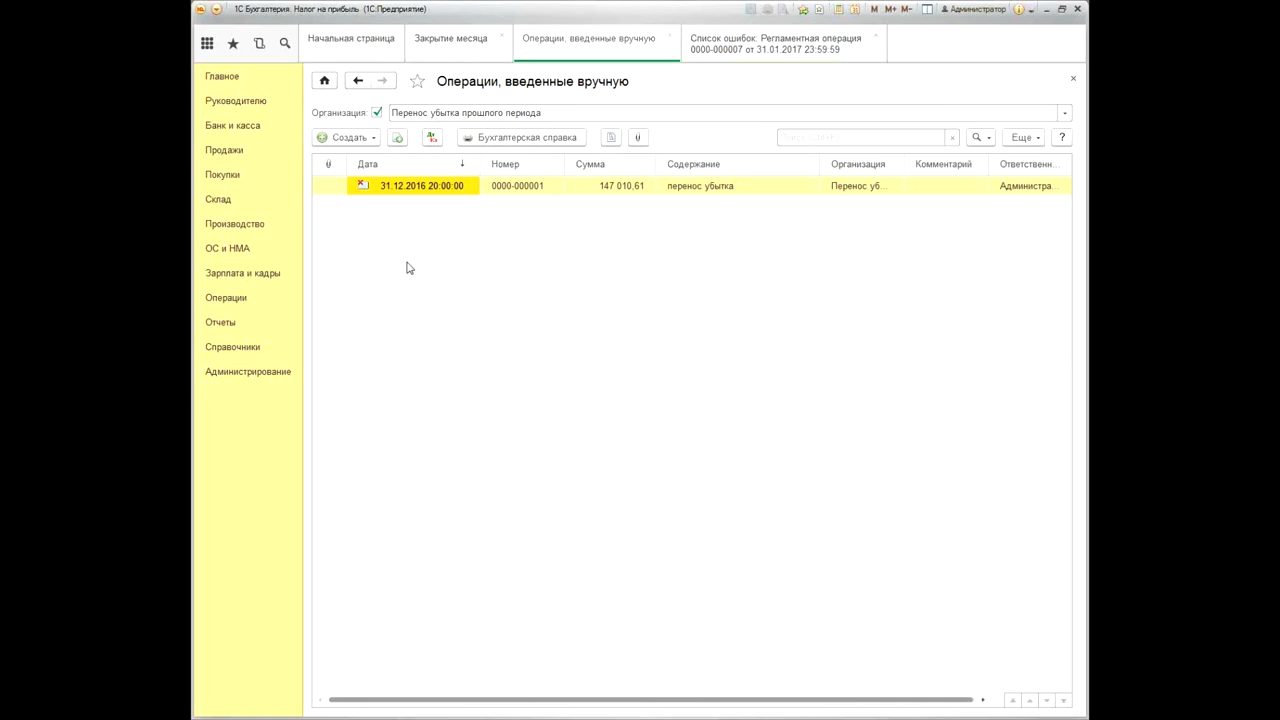 1С Бухгалтерия. Налог на прибыль (1С:Предприятие)
M M+ M- Администратор
Начальная страница
Закрытие месяца
Операции, введенные вручную
Список ошибок: Регламентная операция
0000-000007 от 31.01.2017 23:59:59
Главное
Руководителю
Банк и касса
Продажи
Покупки
Склад
Производство
ОС и НМА
Зарплата и кадры
Операции
Отчеты
Справочники
Администрирование
Операции, введенные вручную
Организация: Перенос убытка прошлого периода
Создать
Бухгалтерская справка
Еще
?
Дата Номер Сумма Содержание Организация Комментарий Ответственн...
31.12.2016 20:00:00 0000-000001 147 010,61 перенос убытка Перенос уб... Администра...